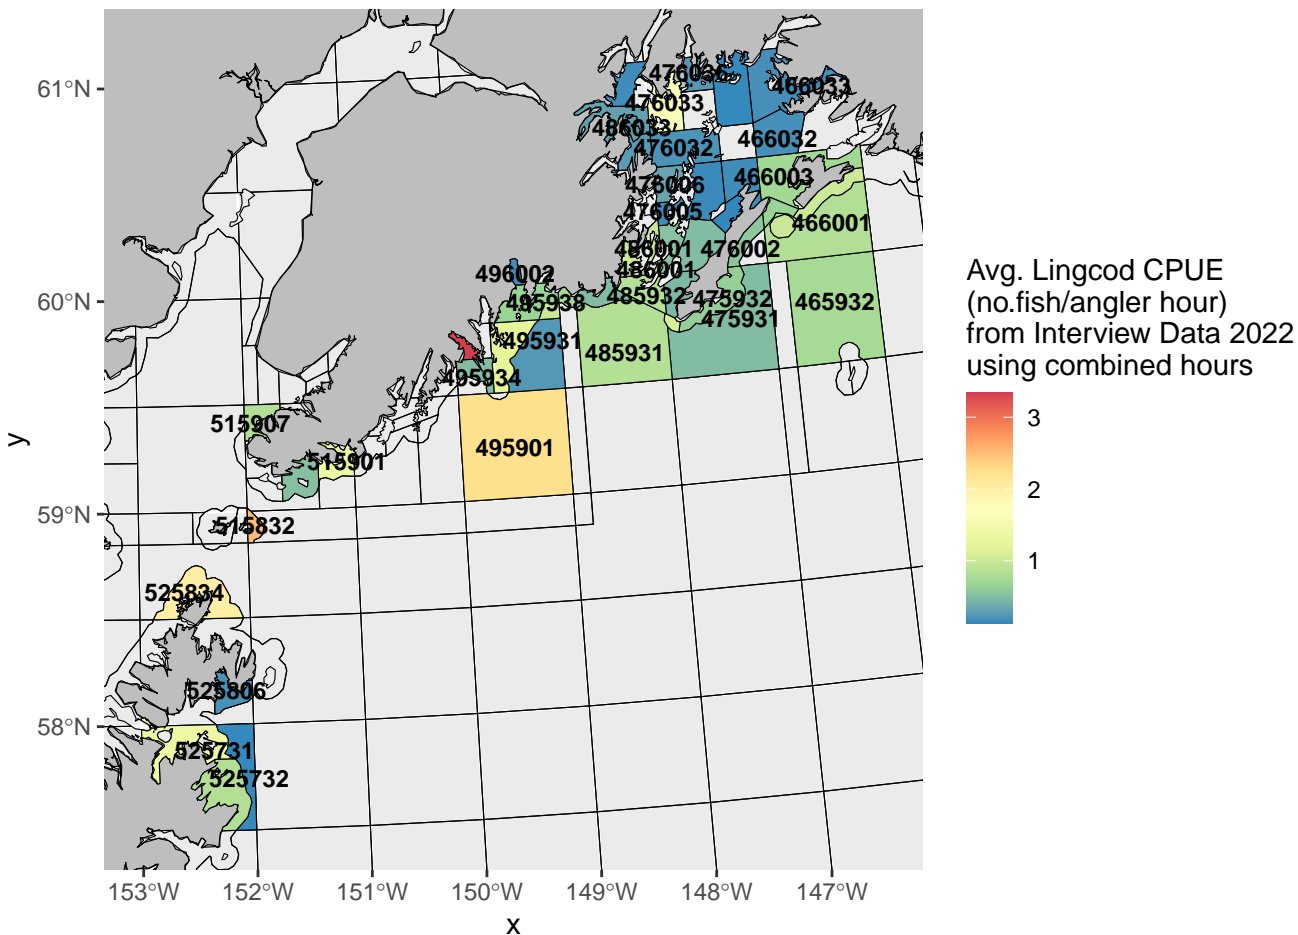 61°N
60°N
59°N
58°N
y
476036
466033
476033
486033
466032
476032
466003
476006
476005
466001
486001
476002
486001
496002
485932
475932
495938
465932
475931
495931
485931
495934
515907
495901
515901
515832
525834
525806
525731
525732
153°W
152°W
151°W
150°W
149°W
148°W
147°W
x
Avg. Lingcod CPUE
(no.fish/angler hour)
from Interview Data 2022
using combined hours
3
2
1